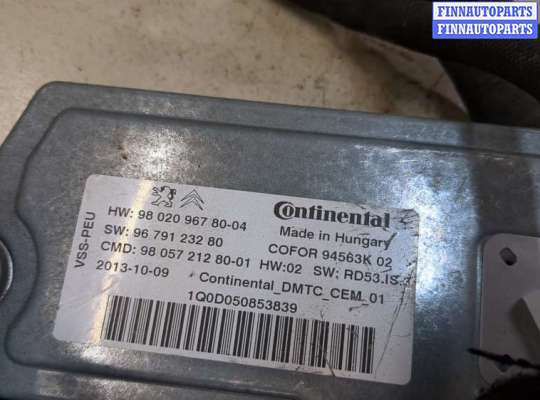 FINNAUTOPARTS
FINNAUTOPARTS
VSS-PEU
HW: 98 020 967 80-04
SW: 96 791 232 80
CMD: 98 057 212 80-01
2013-10-09
Continental
Made in Hungary
COFOR 94563K 02
HW:02 SW: RD53.IS.
Continental_DMTC_CEM_01
1Q0D050853839